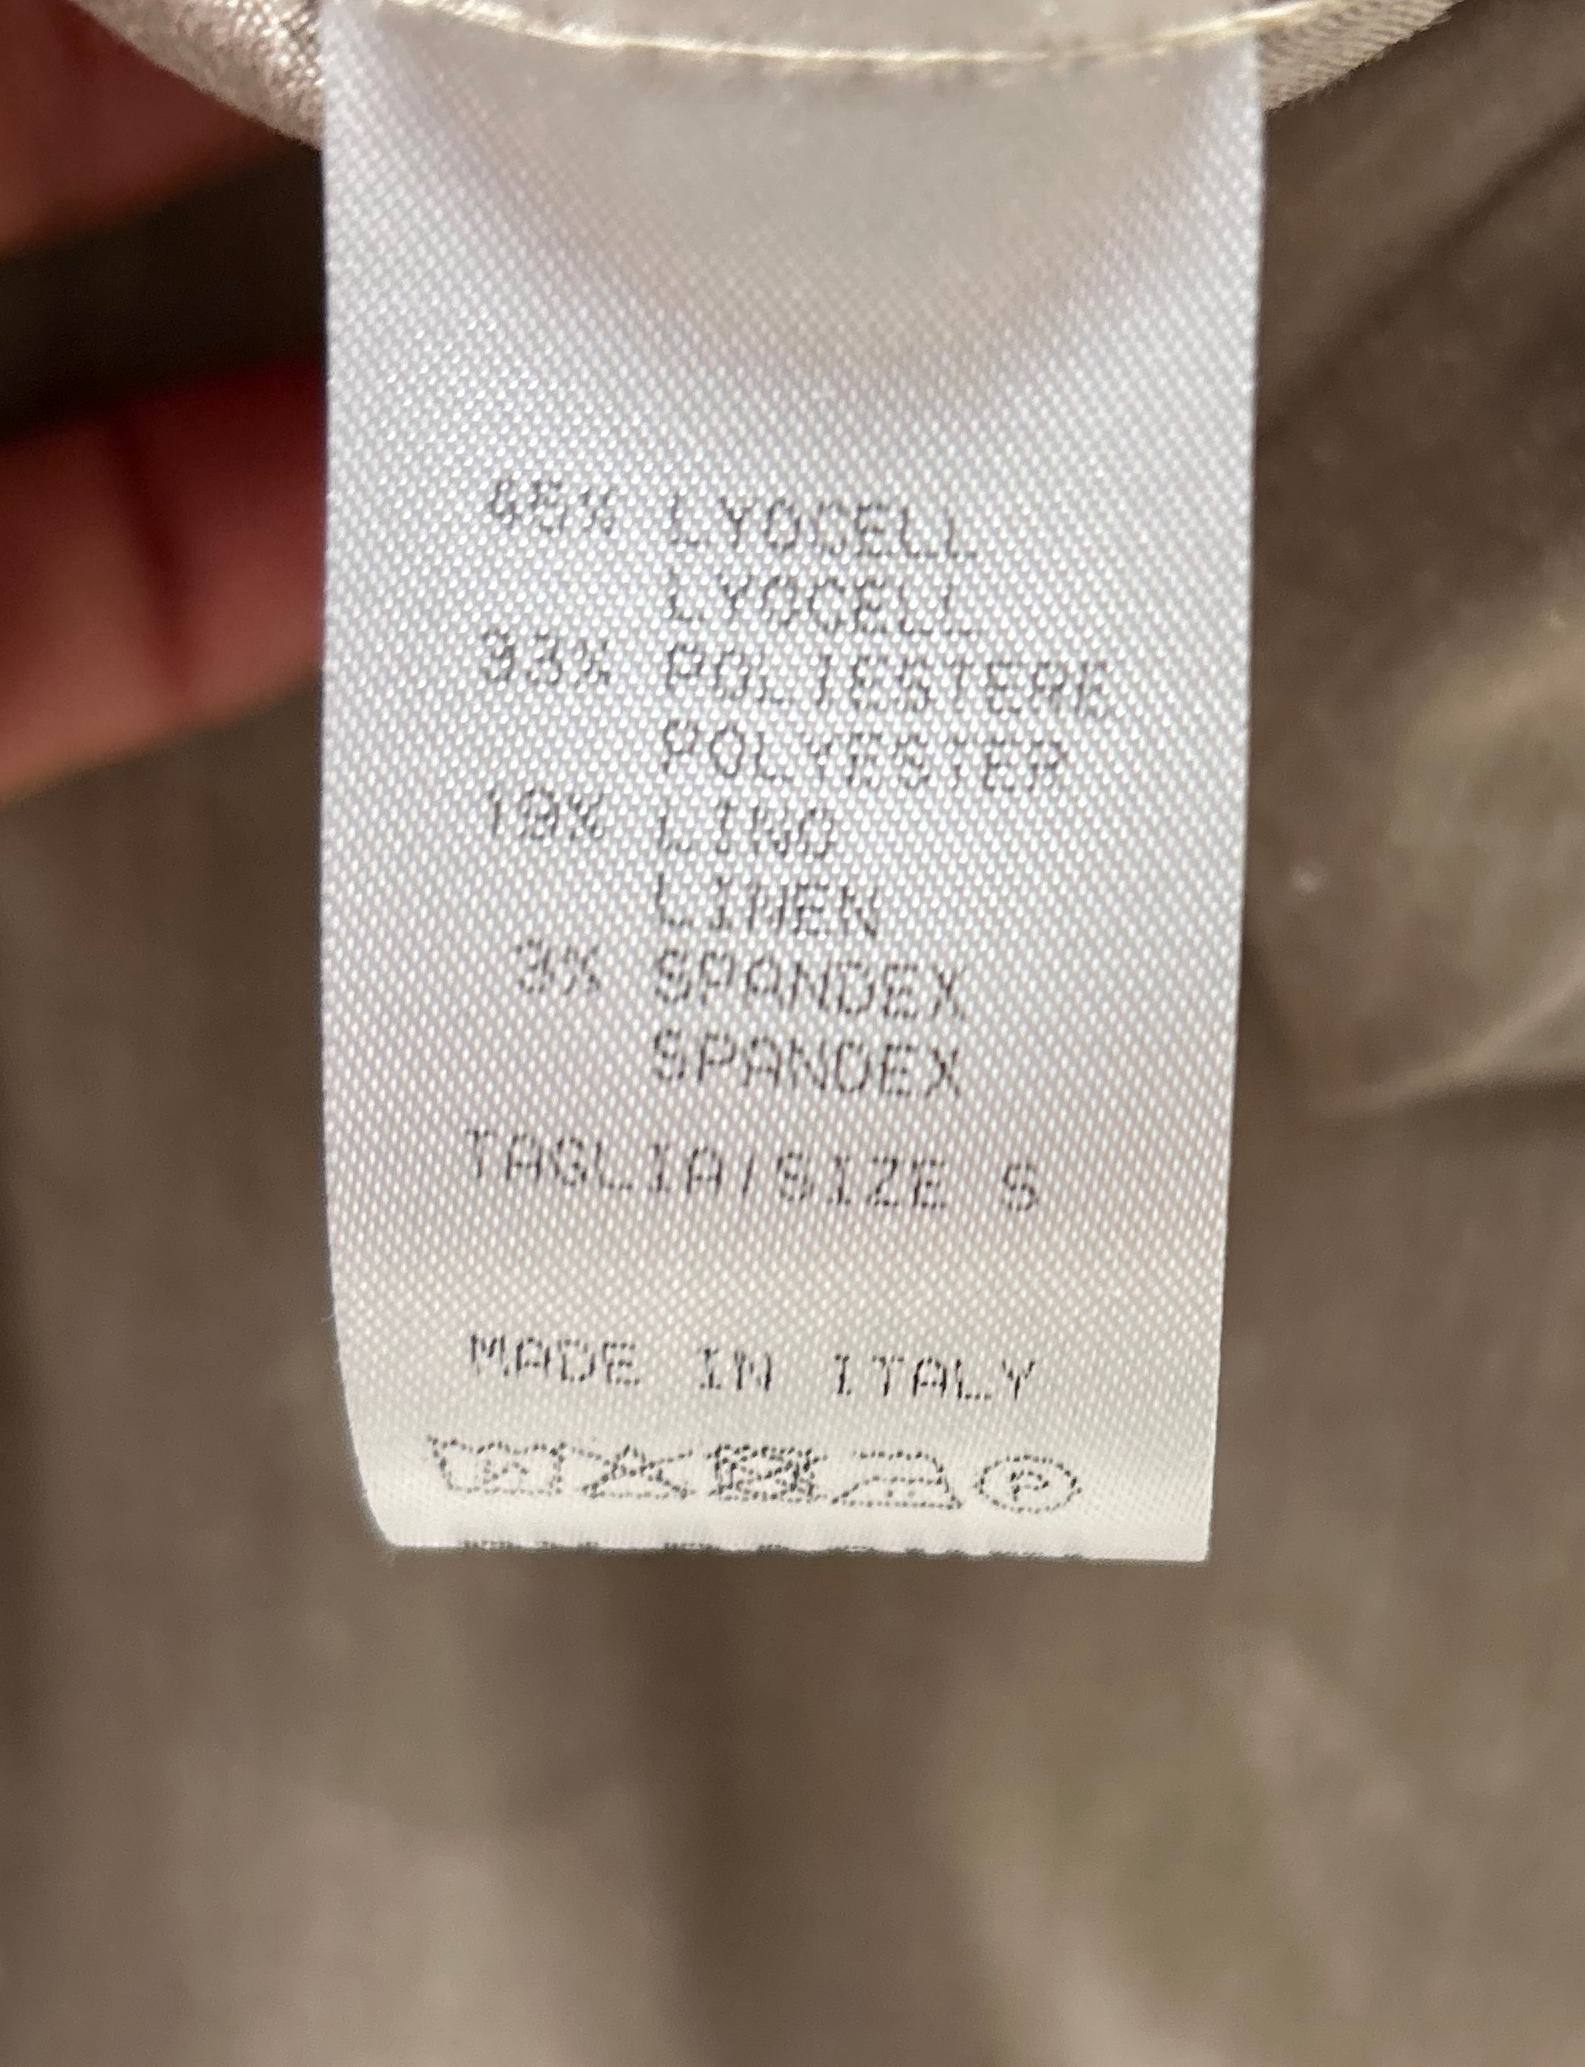 45% LYOCELL
LYOCELL
33% POLIESTERE
POLYESTER
19% LINO
LINEN
3% SPANDEX
SPANDEX
TAGLIA/SIZE S
MADE IN ITALY
P